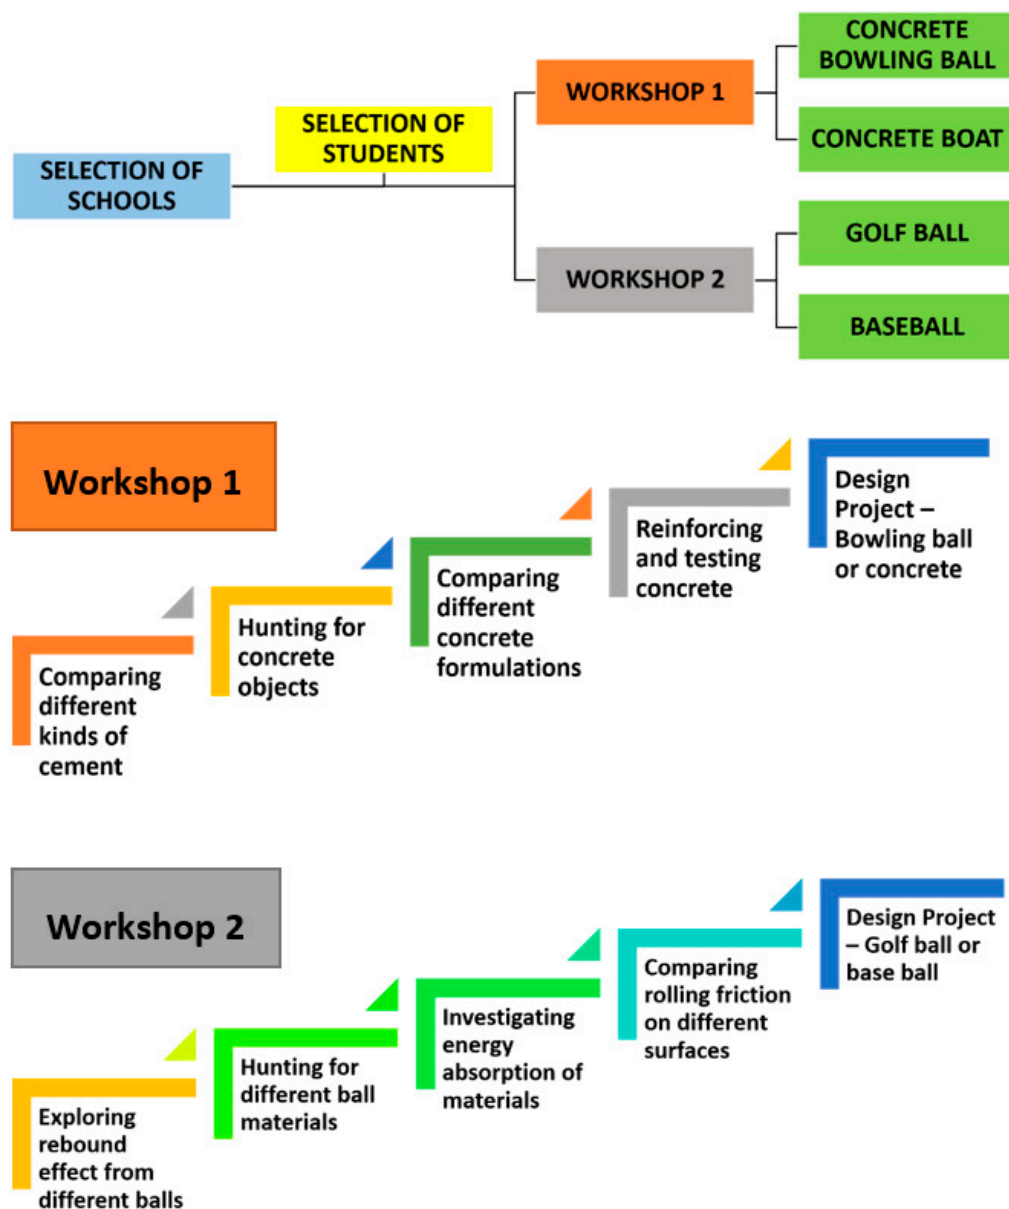 SELECTION OF
SCHOOLS
SELECTION OF
STUDENTS
WORKSHOP 1
CONCRETE
BOWLING BALL
CONCRETE BOAT
WORKSHOP 2
GOLF BALL
BASEBALL
Workshop 1
Comparing
different
kinds of
cement
Hunting for
concrete
objects
Comparing
different
concrete
formulations
Reinforcing
and testing
concrete
Design
Project –
Bowling ball
or concrete
Workshop 2
Exploring
rebound
effect from
different balls
Hunting for
different ball
materials
Investigating
energy
absorption of
materials
Comparing
rolling friction
on different
surfaces
Design Project
– Golf ball or
base ball